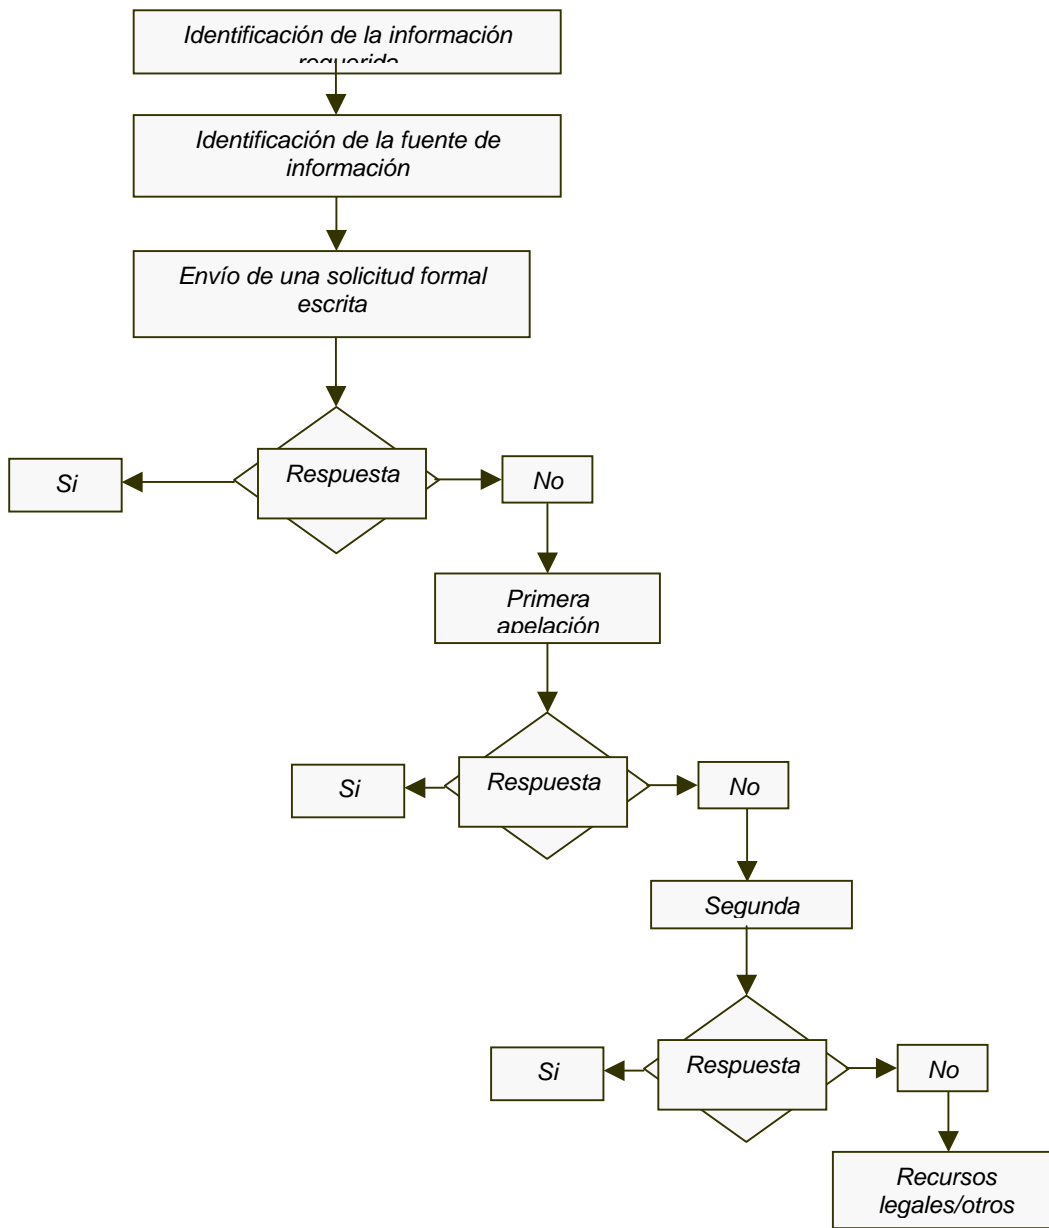 Identificación de la información
requerida
Identificación de la fuente de
información
Envío de una solicitud formal
escrita
Respuesta
Si
No
Primera
apelación
Respuesta
Si
No
Segunda
Respuesta
Si
No
Recursos
legales/otros